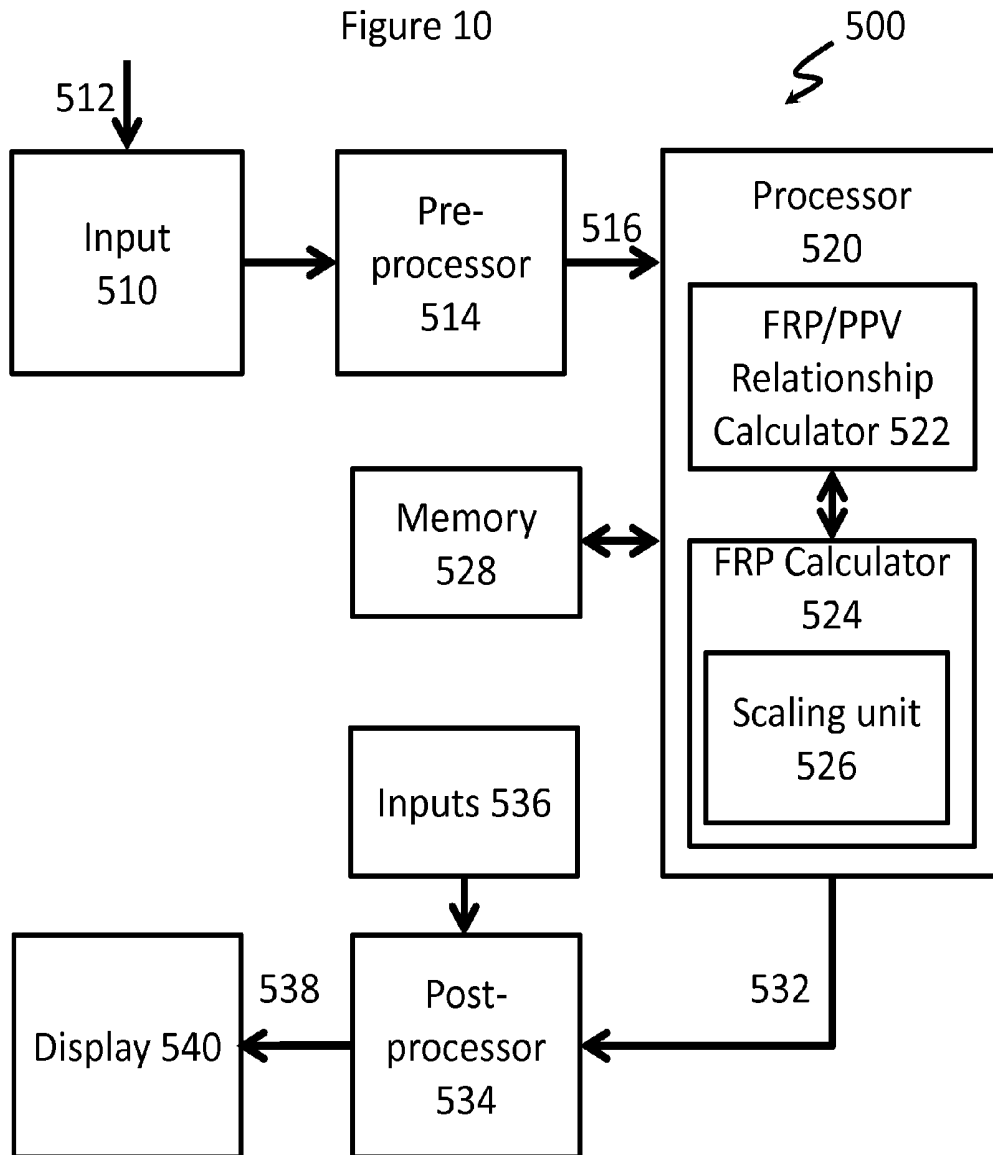 Figure 10
500
512
Input
510
Pre-
processor
514
516
Processor
520
FRP/PPV
Relationship
Calculator 522
Memory
528
FRP Calculator
524
Scaling unit
526
Inputs 536
Display 540
538
Post-
processor
534
532